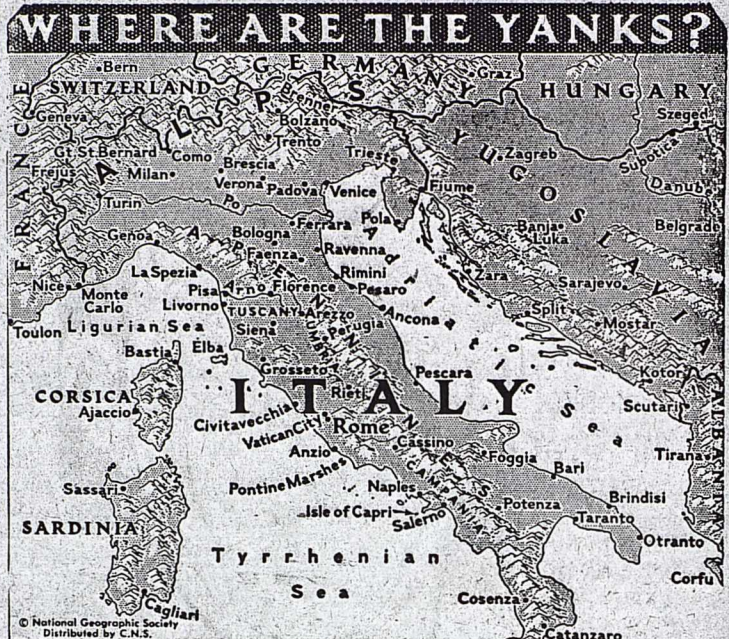 WHERE ARE THE YANKS?
GERMANY
Bern
SWITZERLAND
Graz
HUNGARY
FRANCE
Geneva
ALPS
Brenner
Bolzano
Szeged
Trento
Gt. St. Bernard
Como
Trieste
Zagreb
Subotica
Frejus
Milan
Brescia
Verona
Padova
Venice
Fiume
YUGOSLAVIA
Danube
Turin
Po
Pola
Ferrara
Banja Luka
Belgrade
Genoa
APENNINES
Bologna
Ravenna
Adriatic Sea
Faenza
La Spezia
Rimini
Zara
Sarajevo
Nice
Monte Carlo
Pisa
Arno
Florence
Pesaro
Livorno
TUSCANY
Arezzo
Ancona
Split
Mostar
Toulon
Ligurian Sea
Siena
Perugia
Bastia
Elba
Grosseto
Pescara
Kotor
CORSICA
ITALY
Rieti
Ajaccio
Scutari
Civitavecchia
Vatican City
Rome
ALBANIA
Cassino
Anzio
Foggia
Tirana
Bari
Pontine Marshes
CAMPANIA
Sassari
Naples
Brindisi
Isle of Capri
Potenza
Salerno
Taranto
SARDINIA
Otranto
Tyrrhenian
Sea
Corfu
Cosenza
Cagliari
© National Geographic Society
Distributed by C.N.S.
Catanzaro